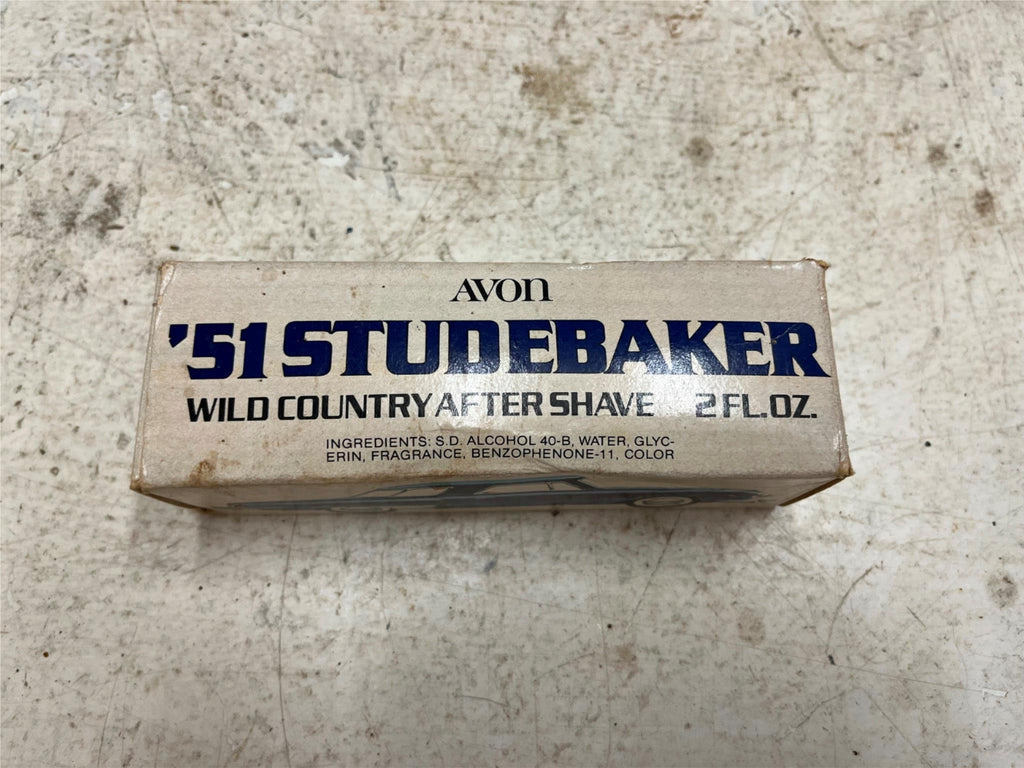 AVON
'51 STUDEBAKER
WILD COUNTRY AFTER SHAVE 2 FL. OZ.
INGREDIENTS: S.D. ALCOHOL 40-B, WATER, GLYC-
ERIN, FRAGRANCE, BENZOPHENONE-11, COLOR